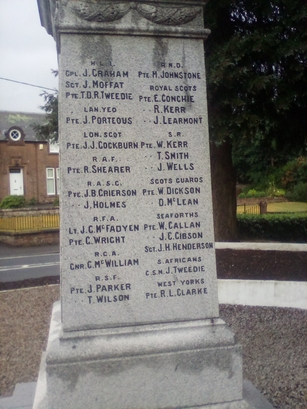 H.L.I.
CPL. J. GRAHAM
SGT. J. MOFFAT
PTE. T.D.R. TWEEDIE
LAN. YEO
PTE. J. PORTEOUS
LON. SCOT
PTE. J.J. COCKBURN
R.A.F.
PTE. R. SHEARER
R.A.S.C.
PTE. J.B. GRIERSON
·· J. HOLMES
R.F.A.
LT. J.C. McFADYEN
PTE. C. WRIGHT
R.G.A.
GNR. C. McWILLIAM
R.S.F.
PTE. J. PARKER
T. WILSON
R.N.D.
PTE. H. JOHNSTONE
ROYAL SCOTS
PTE. E. CONCHIE
·· R. KERR
·· J. LEARMONT
S.R.
PTE. W. KERR
·· T. SMITH
·· J. WELLS
SCOTS GUARDS
PTE. W. DICKSON
D. McLEAN
SEAFORTHS
PTE. W. CALLAN
·· J.C. GIBSON
SGT. J.H. HENDERSON
S. AFRICANS
C.S.M. J. TWEEDIE
WEST YORKS
PTE. R.L. CLARKE